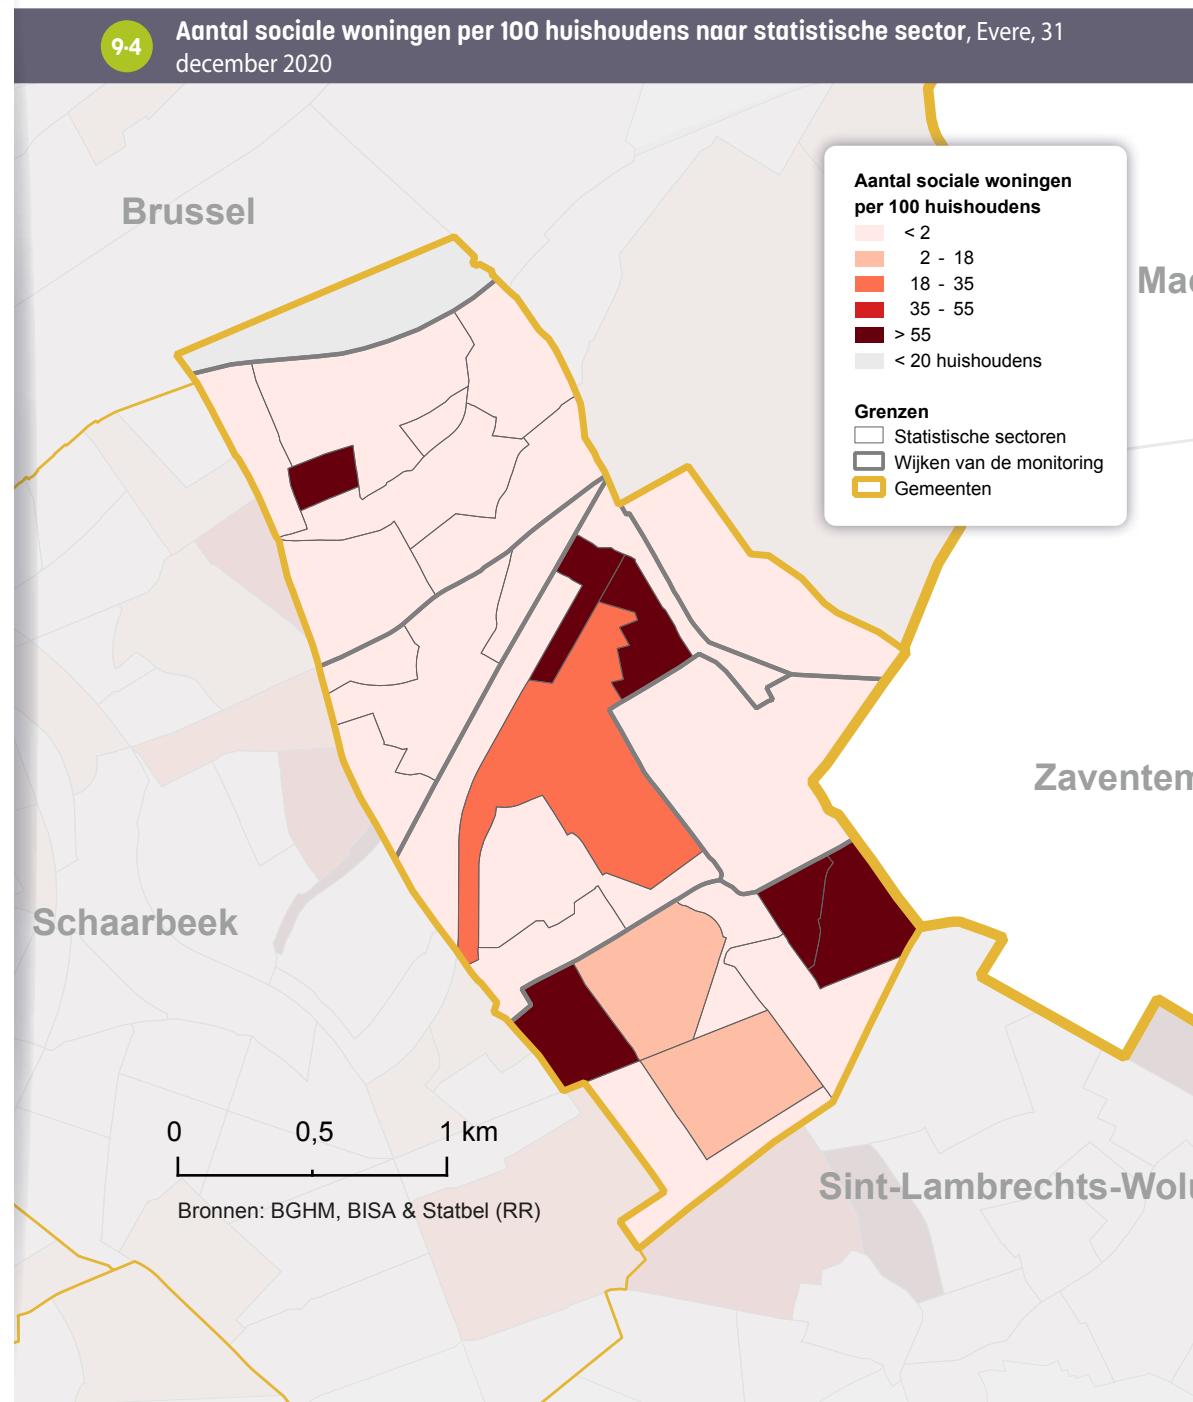 9·4
Aantal sociale woningen per 100 huishoudens naar statistische sector, Evere, 31
december 2020
Brussel
Aantal sociale woningen
per 100 huishoudens
< 2
2 - 18
18 - 35
35 - 55
> 55
< 20 huishoudens
Grenzen
Statistische sectoren
Wijken van de monitoring
Gemeenten
Mac
Zaventem
Schaarbeek
0 0,5 1 km
Bronnen: BGHM, BISA & Statbel (RR)
Sint-Lambrechts-Wolu